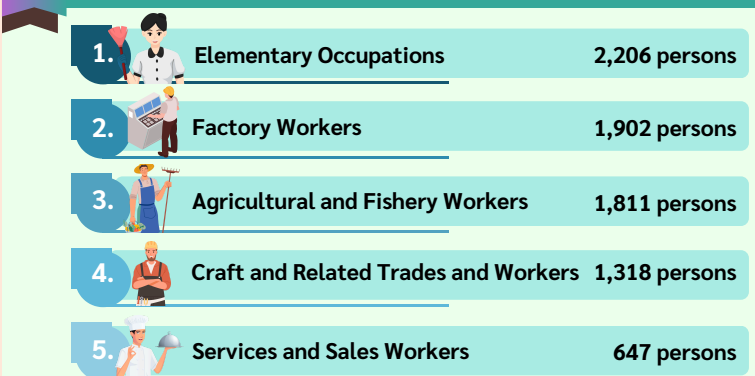 1. Elementary Occupations 2,206 persons
2. Factory Workers 1,902 persons
3. Agricultural and Fishery Workers 1,811 persons
4. Craft and Related Trades and Workers 1,318 persons
5. Services and Sales Workers 647 persons